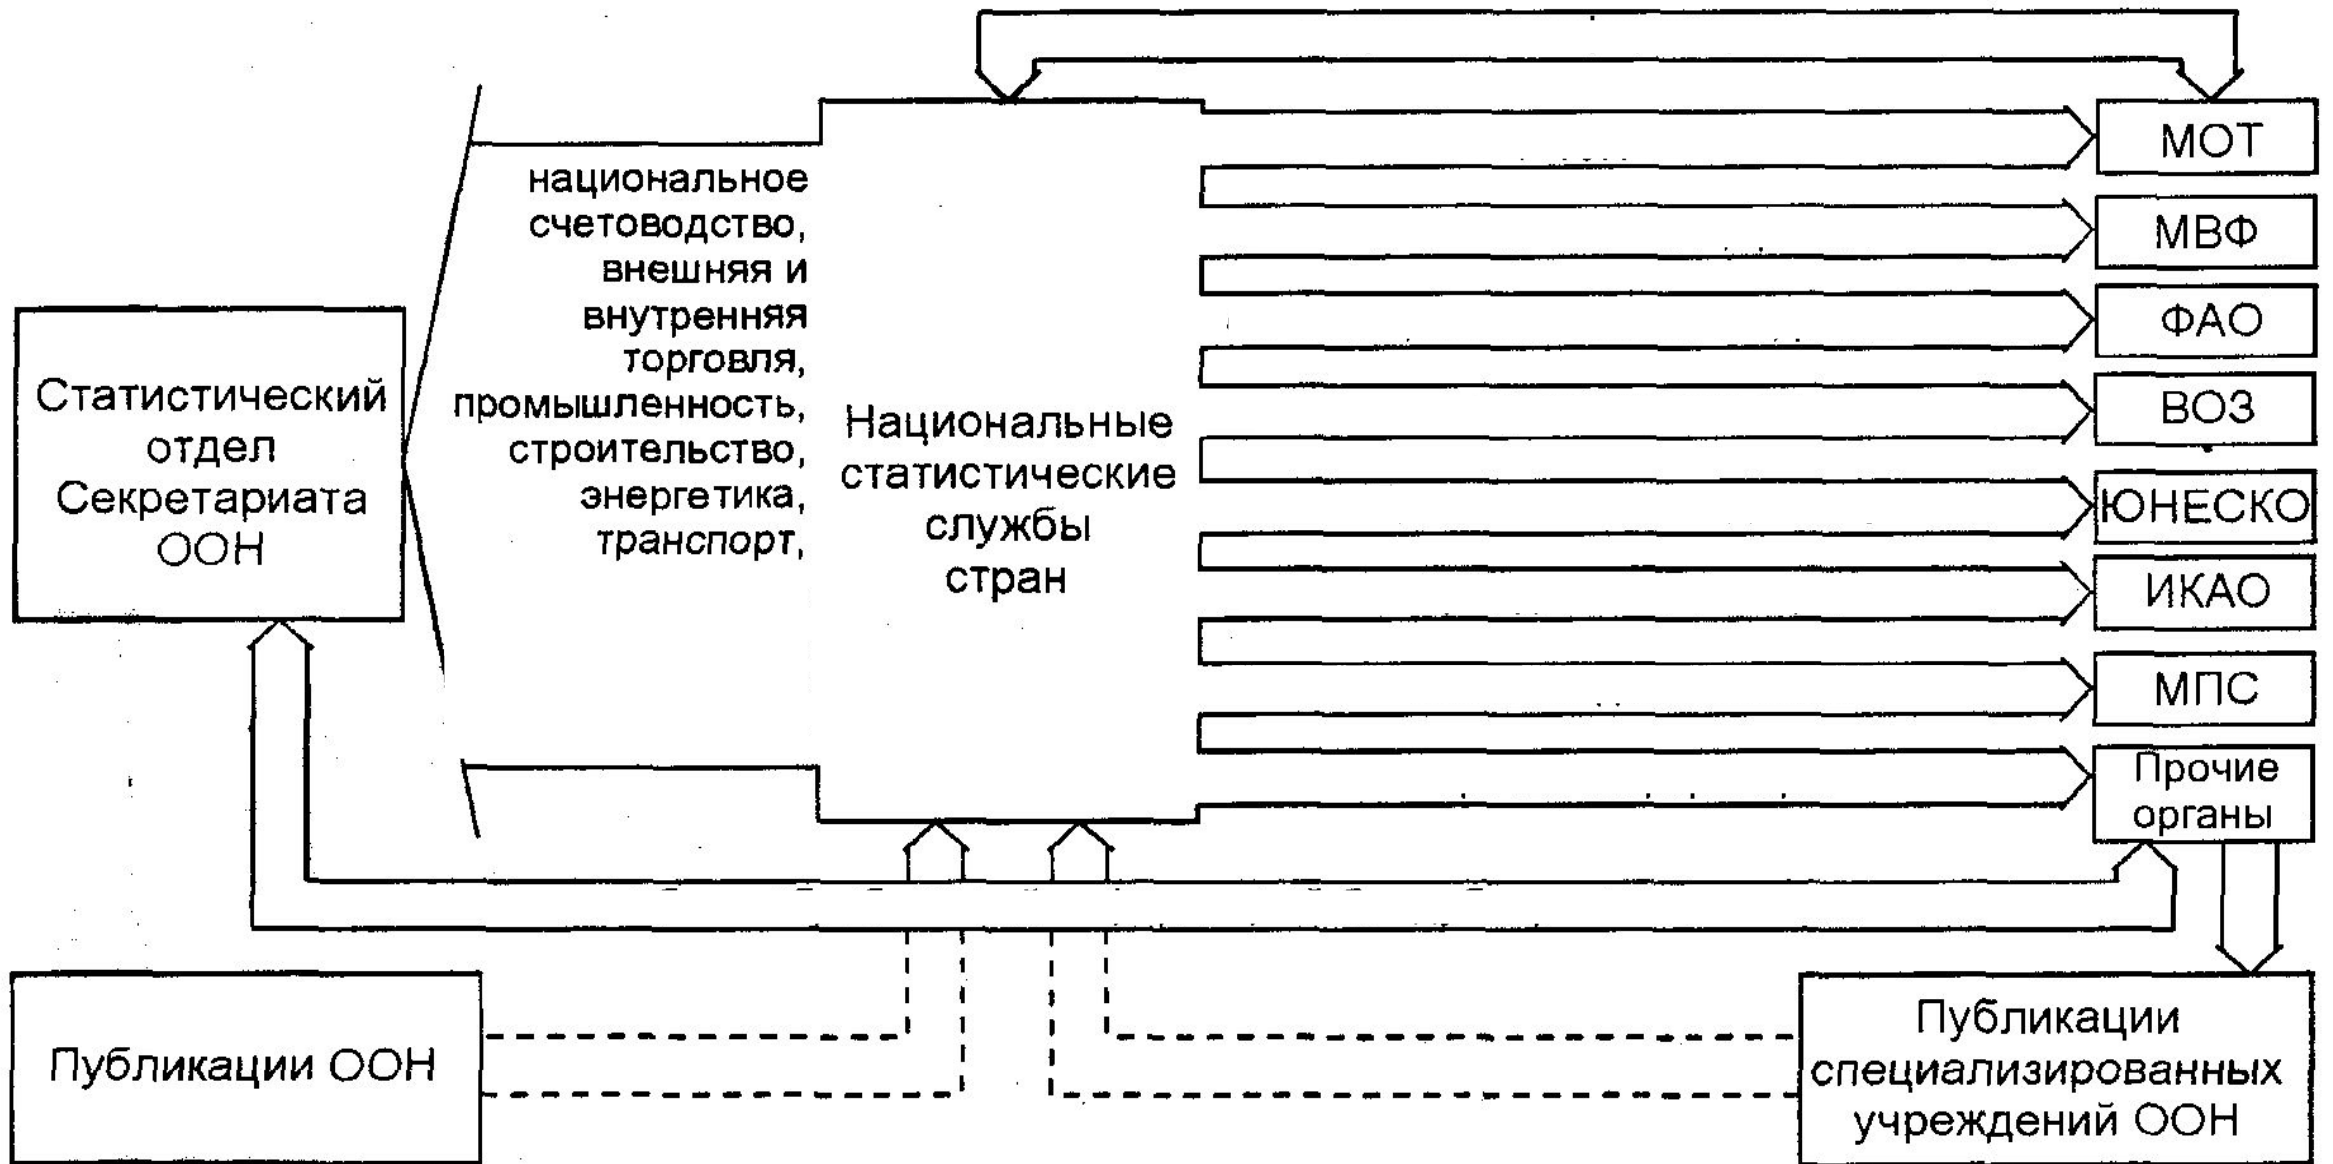 Статистический
отдел
Секретариата
ООН
национальное
счетоводство,
внешняя и
внутренняя
торговля,
промышленность,
строительство,
энергетика,
транспорт,
Национальные
статистические
службы
стран
МОТ
МВФ
ФАО
ВОЗ
ЮНЕСКО
ИКАО
МПС
Прочие
органы
Публикации ООН
Публикации
специализированных
учреждений ООН